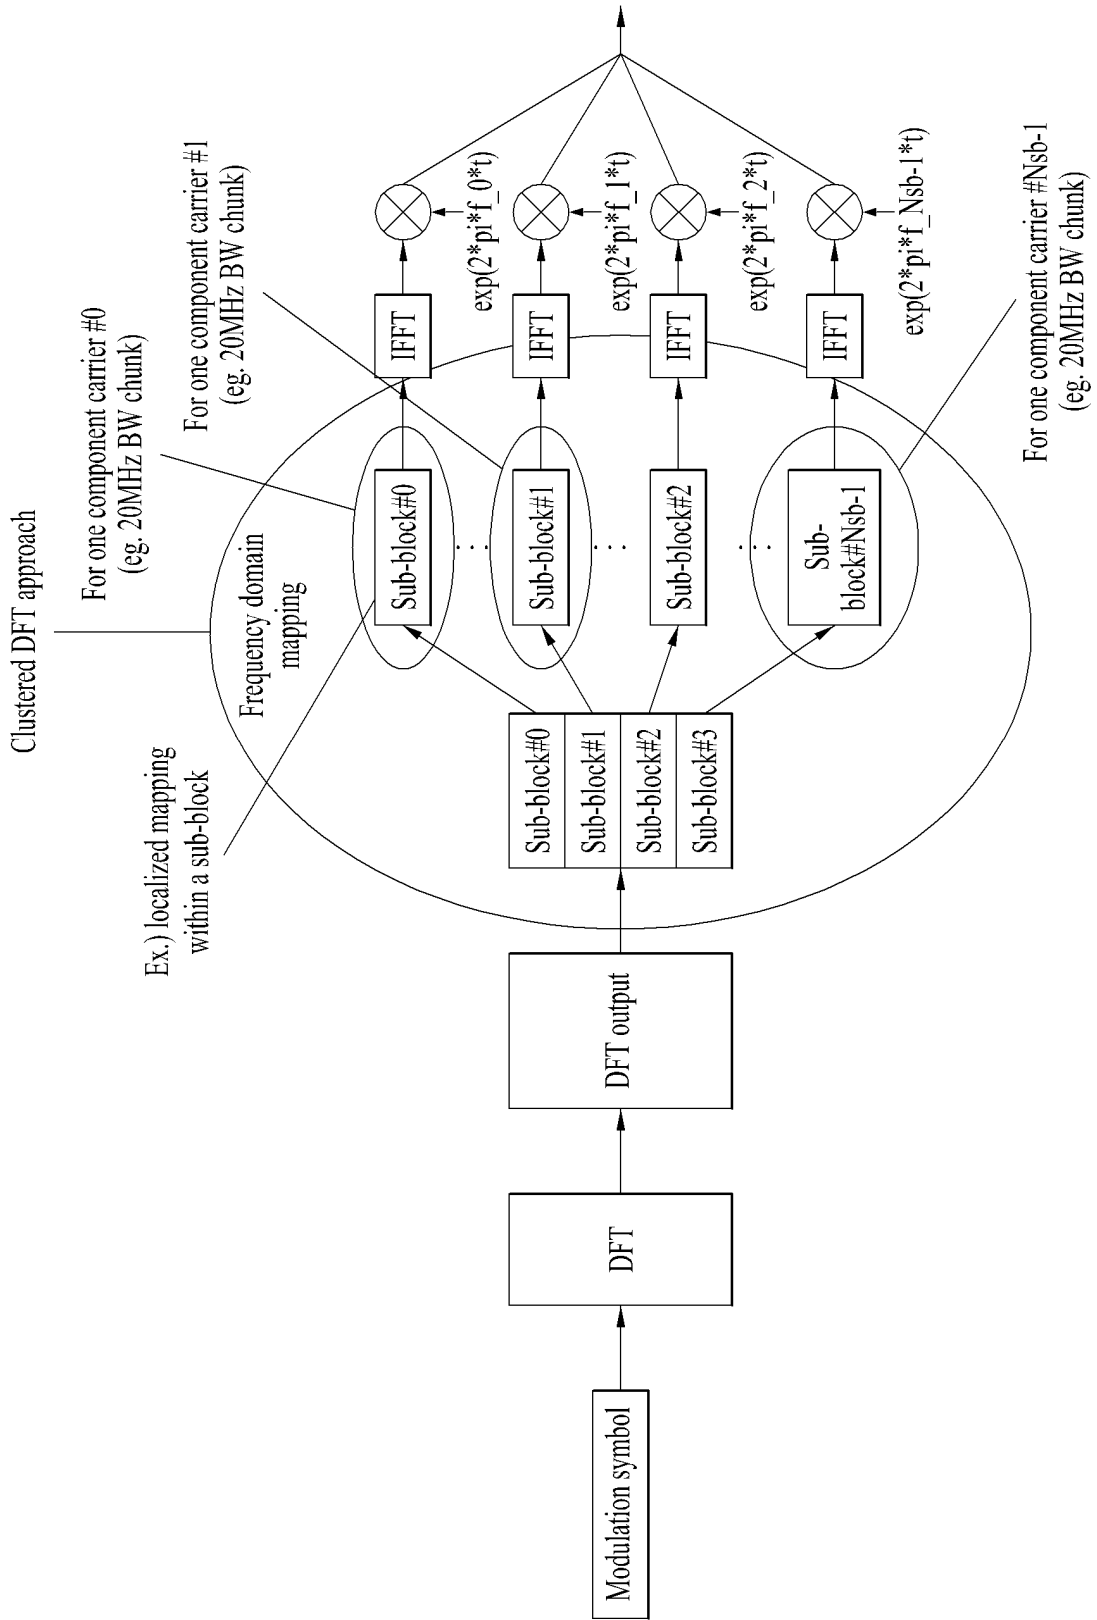 Clustered DFT approach
For one component carrier #0
(eg. 20MHz BW chunk)
For one component carrier #1
(eg. 20MHz BW chunk)
Ex.) localized mapping
within a sub-block
Frequency domain
mapping
Modulation symbol
DFT
DFT output
Sub-block#0
Sub-block#1
Sub-block#2
Sub-block#3
Sub-block#0
IFFT
exp(2*pi*f_0*t)
. . .
Sub-block#1
IFFT
exp(2*pi*f_1*t)
. . .
Sub-block#2
IFFT
exp(2*pi*f_2*t)
. . .
Sub-
block#Nsb-1
IFFT
exp(2*pi*f_Nsb-1*t)
For one component carrier #Nsb-1
(eg. 20MHz BW chunk)